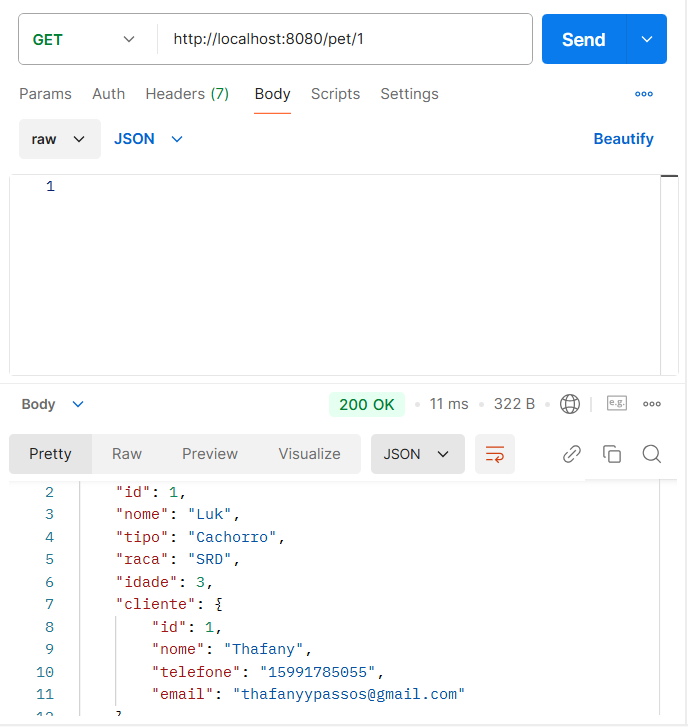 GET http://localhost:8080/pet/1 Send
Params Auth Headers (7) Body Scripts Settings
raw JSON Beautify
1
Body 200 OK 11 ms 322 B e.g.
Pretty Raw Preview Visualize JSON
2 "id": 1,
3 "nome": "Luk",
4 "tipo": "Cachorro",
5 "raca": "SRD",
6 "idade": 3,
7 "cliente": {
8 "id": 1,
9 "nome": "Thafany",
10 "telefone": "15991785055",
11 "email": "thafanyypassos@gmail.com"
12 }